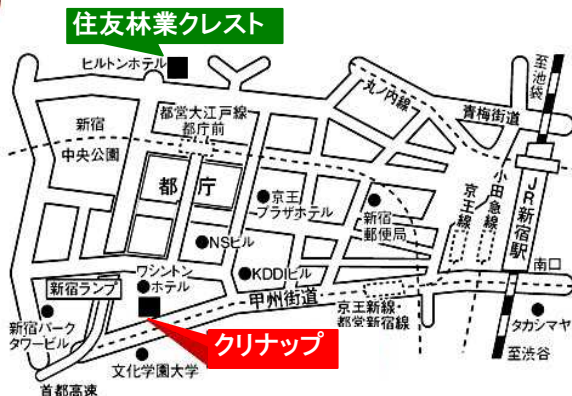 住友林業クレスト
ヒルトンホテル
至池袋
丸ノ内線
青梅街道
新宿
中央公園
都営大江戸線
都庁前
都庁
京王
プラザホテル
新宿
郵便局
京王線
小田急線
JR新宿駅
NSビル
KDDIビル
南口
ワシントン
ホテル
新宿ランプ
甲州街道
京王新線・
都営新宿線
新宿パーク
タワービル
タカシマヤ
クリナップ
文化学園大学
至渋谷
首都高速